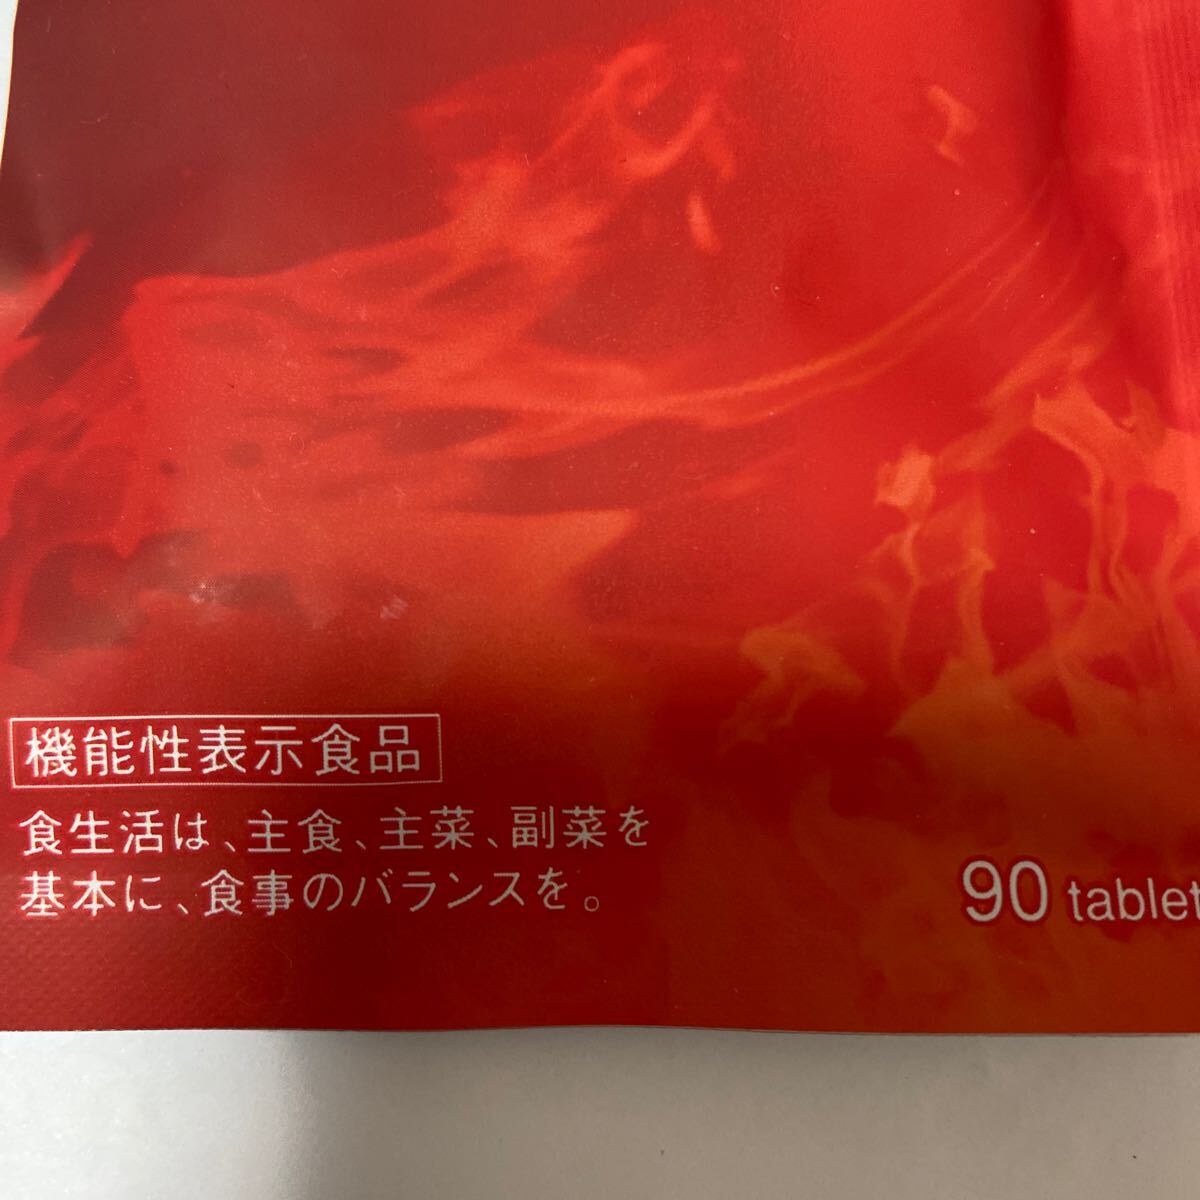 機能性表示食品
食生活は、主食、主菜、副菜を
基本に、食事のバランスを。
90 tablet